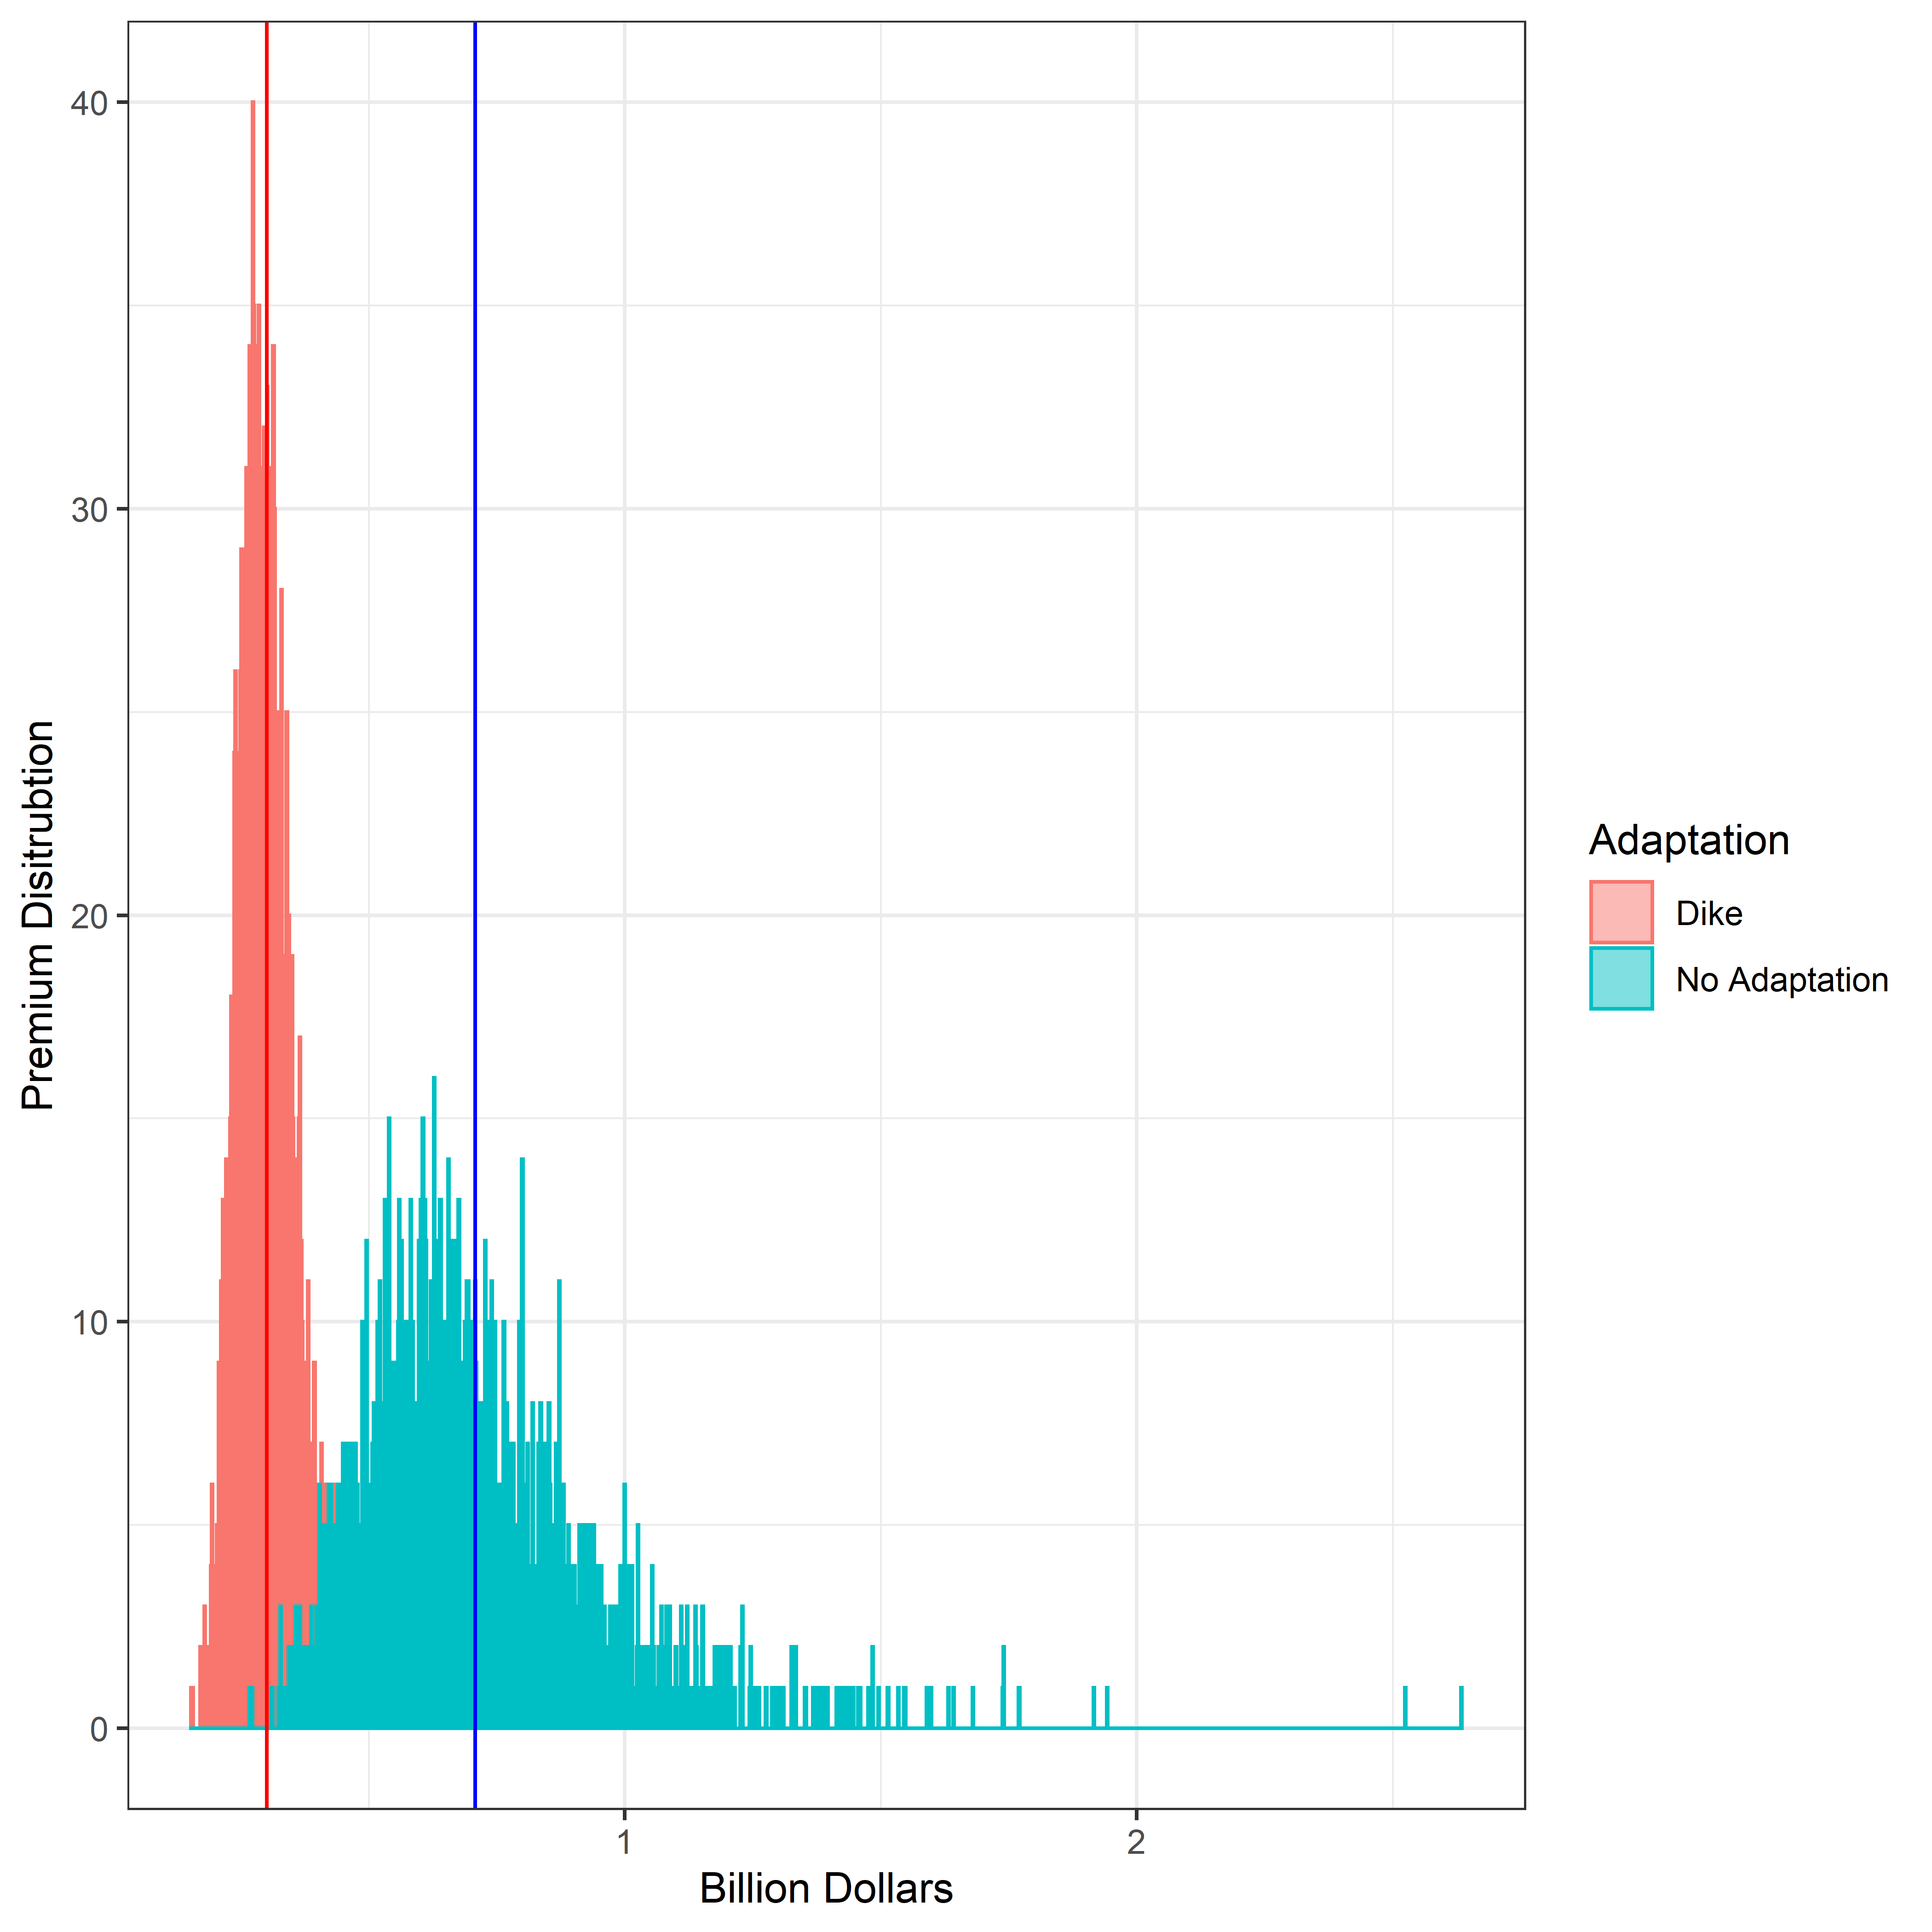 40
30
20
10
0
Premium Disitrubtion
1
2
Billion Dollars
Adaptation
Dike
No Adaptation